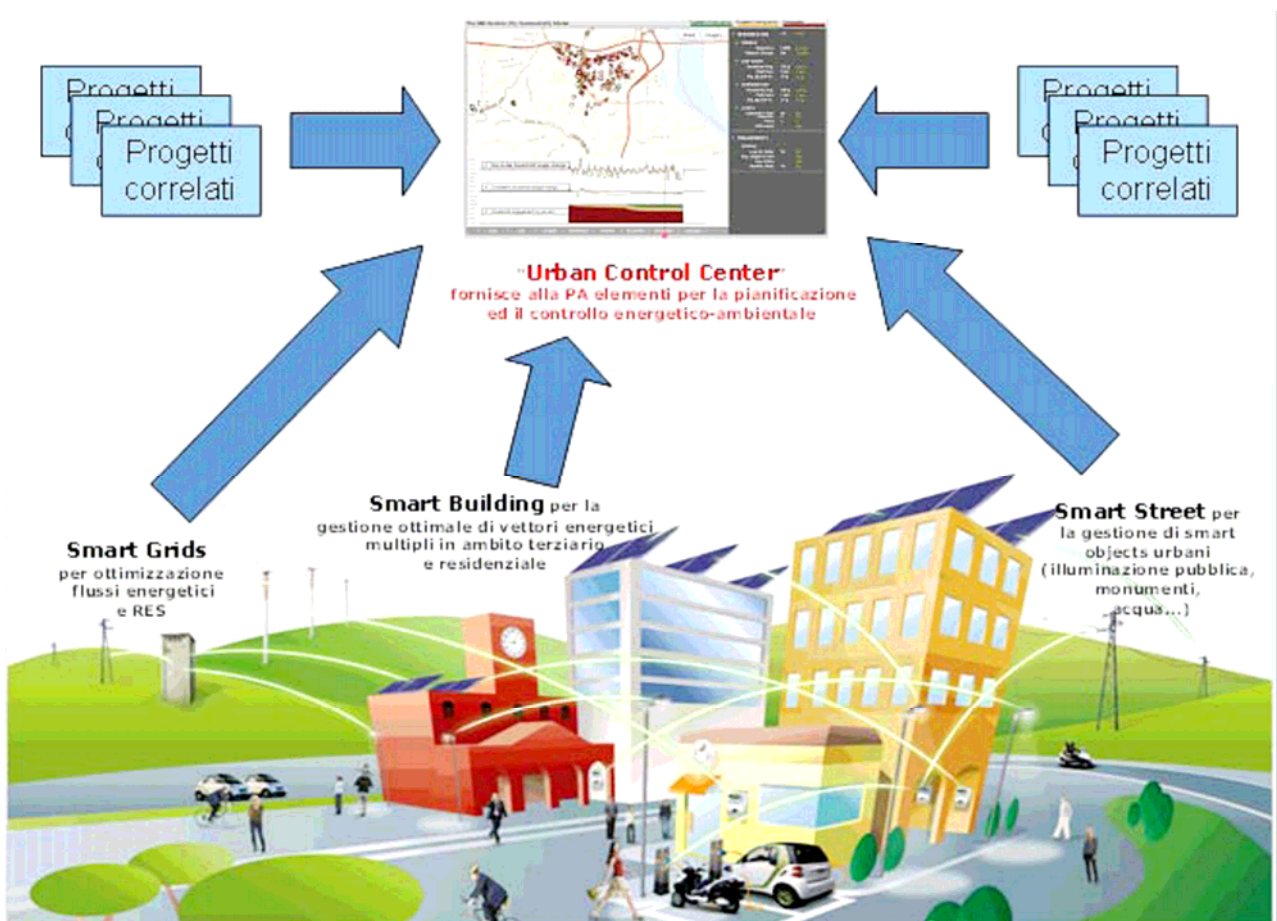 Progetti
Progetti
Progetti
correlati
Progetti
Progetti
Progetti
correlati
"Urban Control Center"
fornisce alla PA elementi per la pianificazione
ed il controllo energetico-ambientale
Smart Building per la
gestione ottimale di vettori energetici
multipli in ambito terziario
e residenziale
Smart Grids
per ottimizzazione
flussi energetici
e RES
Smart Street per
la gestione di smart
objects urbani
(illuminazione pubblica,
monumenti,
acqua...)